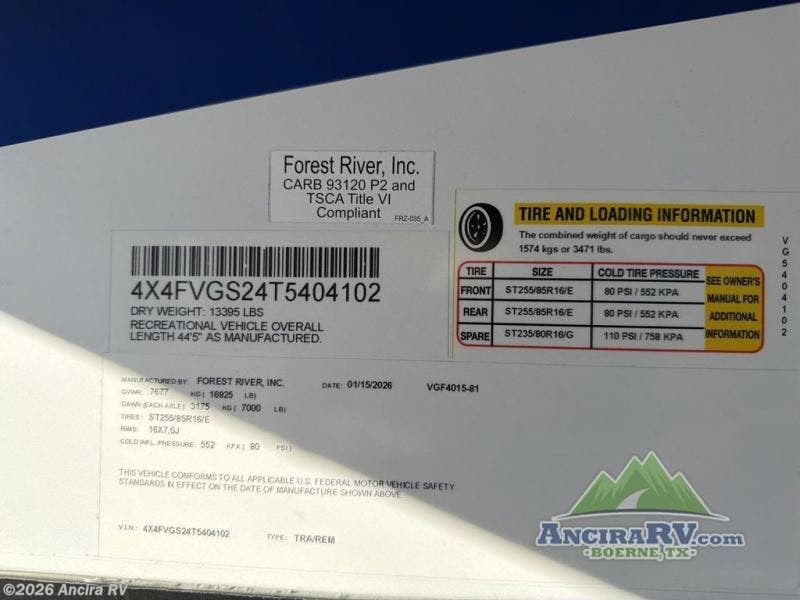 Forest River, Inc.
CARB 93120 P2 and
TSCA Title VI
Compliant
FRZ-035_A
4X4FVGS24T5404102
DRY WEIGHT: 13395 LBS
RECREATIONAL VEHICLE OVERALL
LENGTH 44'5" AS MANUFACTURED.
TIRE AND LOADING INFORMATION
The combined weight of cargo should never exceed
1574 kgs or 3471 lbs.
TIRE SIZE COLD TIRE PRESSURE
FRONT ST255/85R16/E 80 PSI / 552 KPA
REAR ST255/85R16/E 80 PSI / 552 KPA
SPARE ST235/80R16/G 110 PSI / 758 KPA
SEE OWNER'S
MANUAL FOR
ADDITIONAL
INFORMATION
VG5404102
MANUFACTURED BY: FOREST RIVER, INC. DATE: 01/15/2026 VGF4015-81
GVWR: 7677 KG ( 16925 LB)
GAWR (EACH AXLE): 3175 KG ( 7000 LB)
TIRES: ST255/85R16/E
RIMS: 16X7.0J
COLD INFL. PRESSURE: 552 KPA ( 80 PSI)
THIS VEHICLE CONFORMS TO ALL APPLICABLE U.S. FEDERAL MOTOR VEHICLE SAFETY
STANDARDS IN EFFECT ON THE DATE OF MANUFACTURE SHOWN ABOVE.
V.I.N.: 4X4FVGS24T5404102 TYPE: TRA/REM
ANCIRARV.com
BOERNE, TX
©2026 Ancira RV